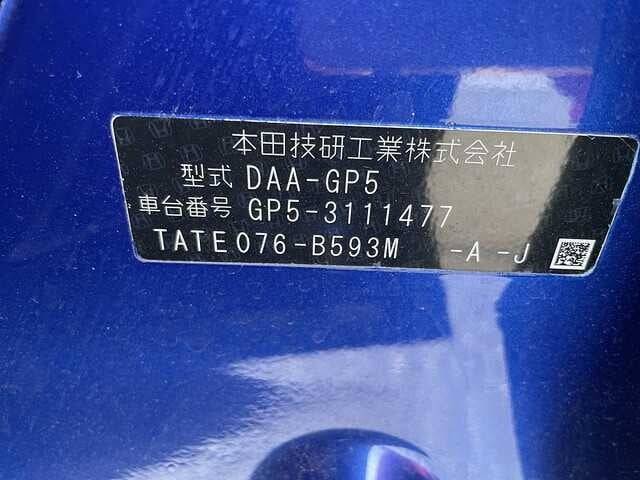 本田技研工業株式会社
型式 DAA-GP5
車台番号 GP5-3111477
TATE076-B593M -A -J